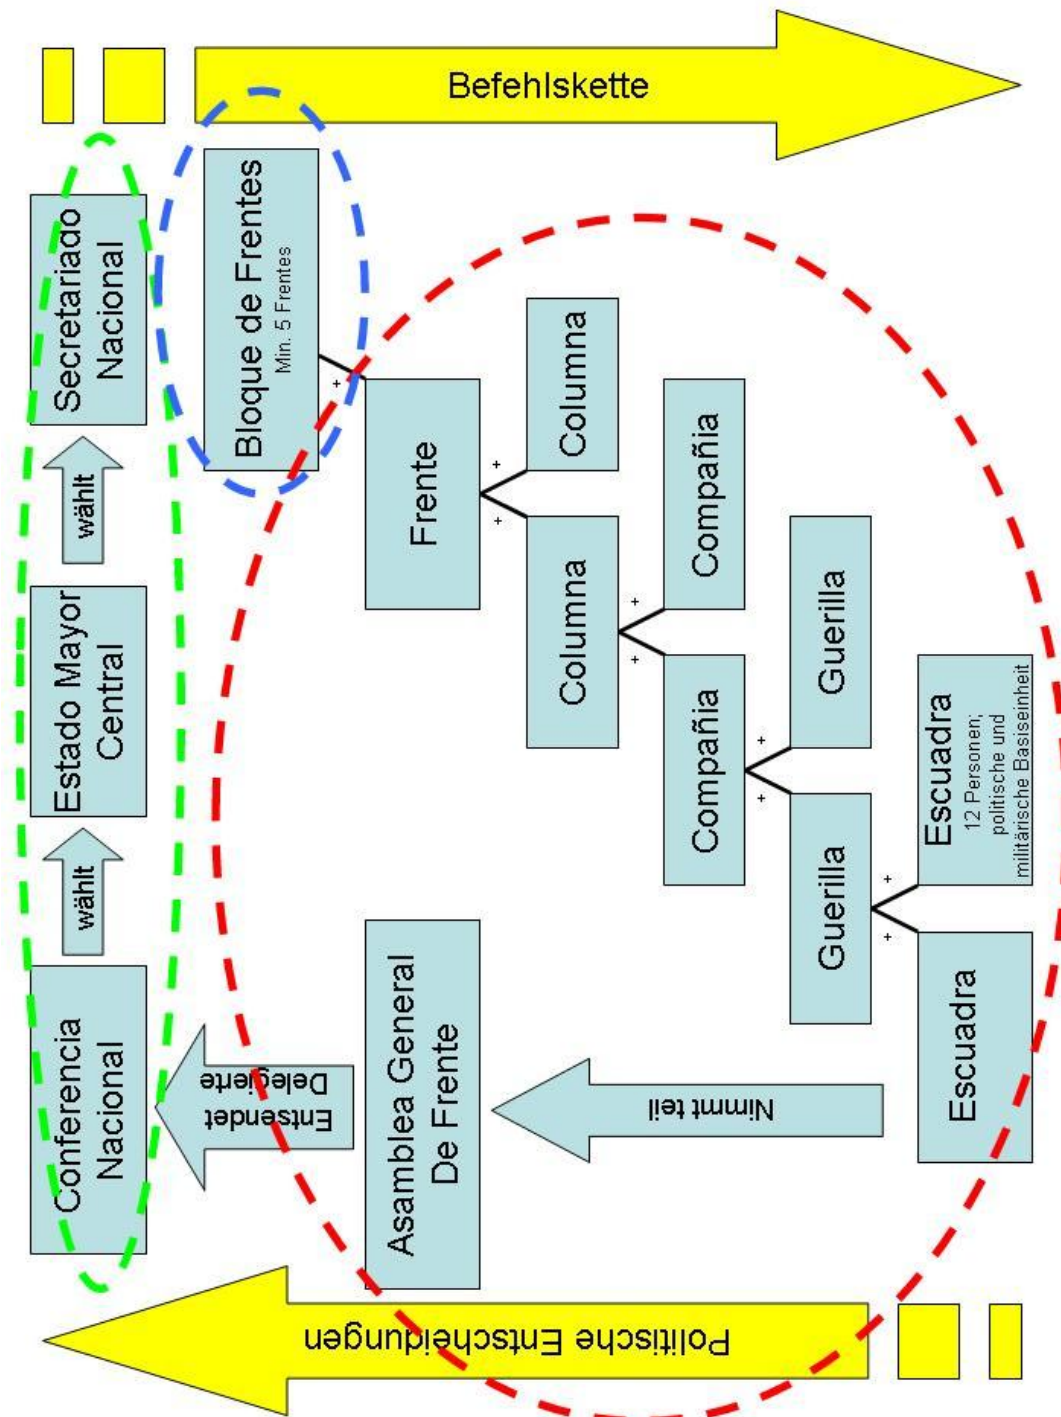 Politische Entscheidungen
Conferencia
Nacional
wählt
Estado Mayor
Central
wählt
Secretariado
Nacional
Entsendet
Delegierte
Bloque de Frentes
Min. 5 Frentes
+
Asamblea General
De Frente
Frente
+ +
Columna
Columna
+ +
Compañia
Compañia
+ +
Guerilla
Guerilla
+ +
Nimmt teil
Escuadra
Escuadra
12 Personen;
politische und
militärische Basiseinheit
Befehlskette